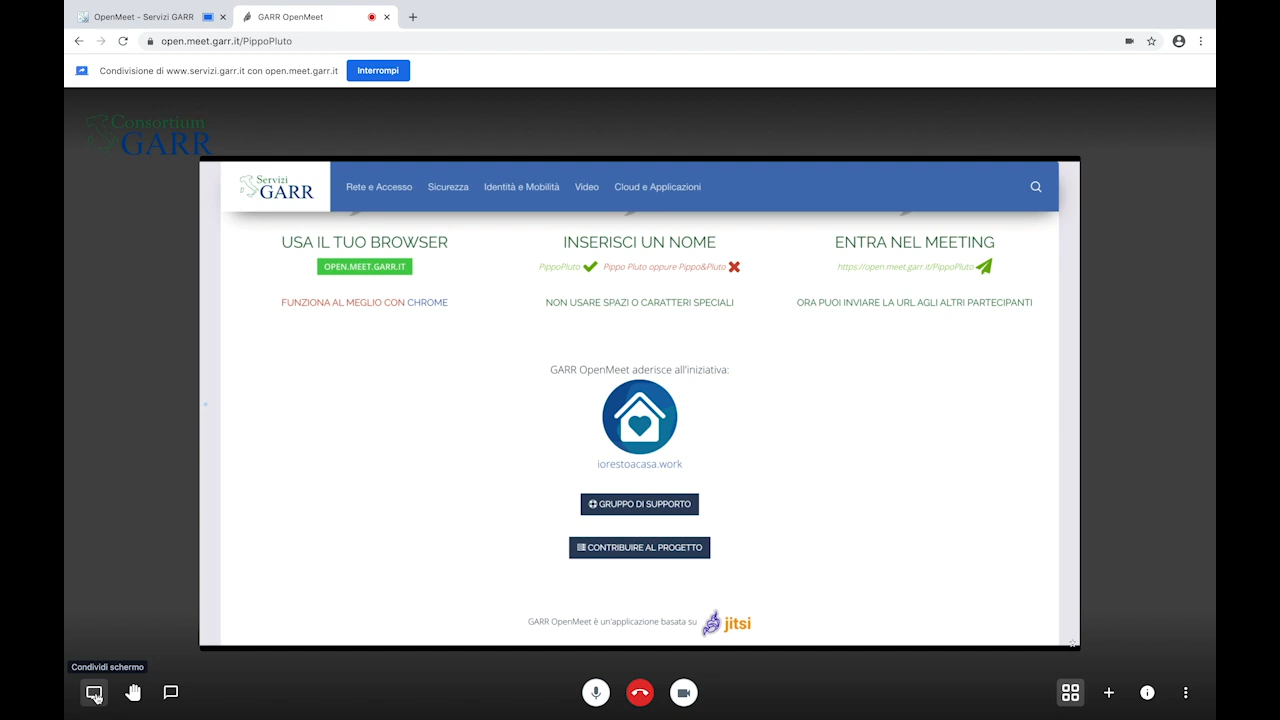 OpenMeet - Servizi GARR
GARR OpenMeet
open.meet.garr.it/PippoPluto
Condivisione di www.servizi.garr.it con open.meet.garr.it Interrompi
Consortium
GARR
Servizi
GARR
Rete e Accesso Sicurezza Identità e Mobilità Video Cloud e Applicazioni
USA IL TUO BROWSER
OPEN.MEET.GARR.IT
FUNZIONA AL MEGLIO CON CHROME
INSERISCI UN NOME
PippoPluto Pippo Pluto oppure Pippo&Pluto
NON USARE SPAZI O CARATTERI SPECIALI
ENTRA NEL MEETING
https://open.meet.garr.it/PippoPluto
ORA PUOI INVIARE LA URL AGLI ALTRI PARTECIPANTI
GARR OpenMeet aderisce all'iniziativa:
iorestoacasa.work
GRUPPO DI SUPPORTO
CONTRIBUIRE AL PROGETTO
GARR OpenMeet è un'applicazione basata su jitsi
Condividi schermo